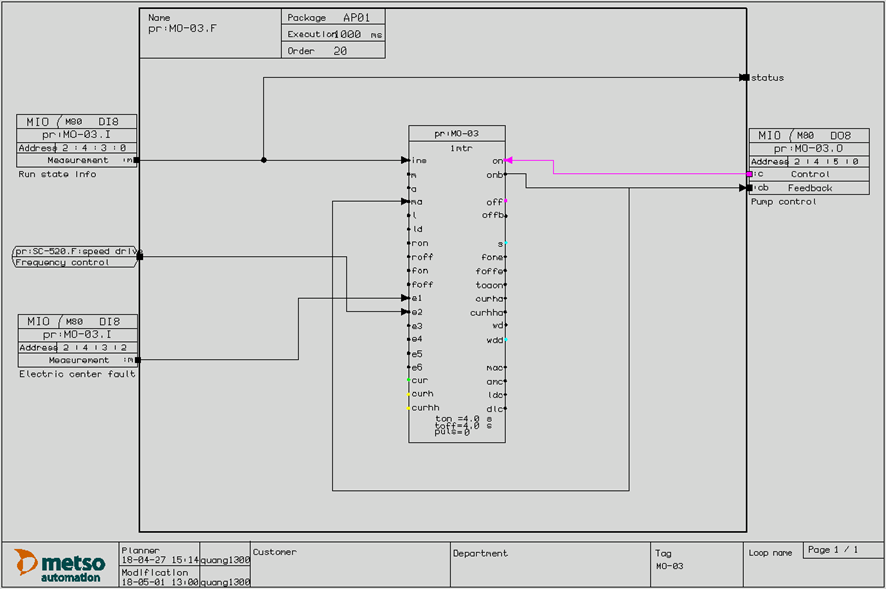 Name
pr:MO-03.F
Package AP01
Execution 1000 ms
Order 20
status
MIO / M80 DI8
pr:MO-03.I
Address 2 : 4 : 3 : 0
Measurement :m
Run state info
pr:MO-03
1mtr
ins on
m onb
a
ma off
l offb
ld
ron s
roff fone
fon foffe
foff toaon
e1 curha
e2 curhha
e3 wd
e4 wdd
e5
e6 mac
cur amc
curh ldc
curhh dlc
ton =4.0 s
toff=4.0 s
puls=0
MIO / M80 DO8
pr:MO-03.O
Address 2 : 4 : 5 : 0
:c Control
:cb Feedback
Pump control
pr:SC-520.F:speed drive
Frequency control
MIO / M80 DI8
pr:MO-03.I
Address 2 : 4 : 3 : 2
Measurement :m
Electric center fault
metso
automation
Planner
18-04-27 15:14 quang1300
Modification
18-05-01 13:00 quang1300
Customer
Department
Tag
MO-03
Loop name
Page 1 / 1